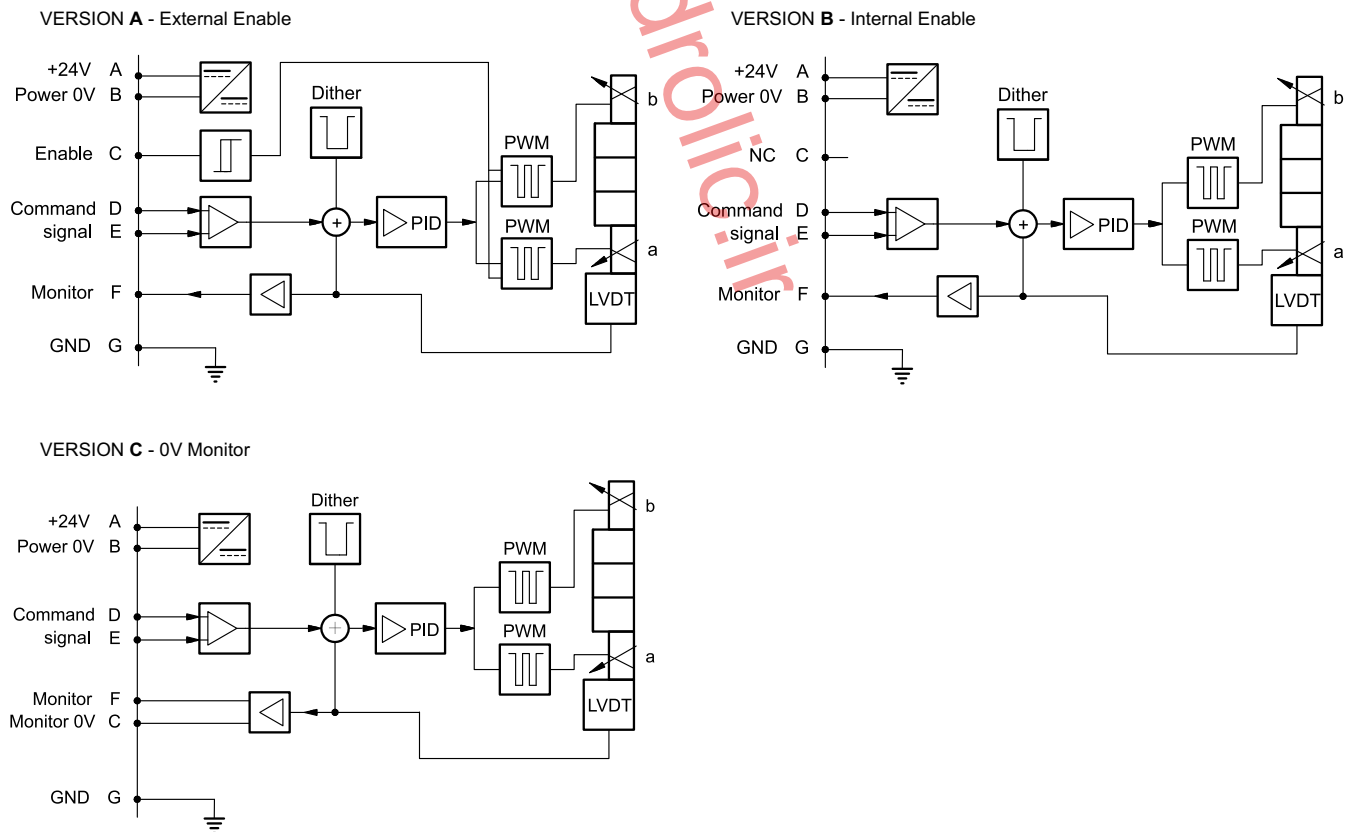 VERSION A - External Enable
+24V A
Power 0V B
Enable C
Command D
signal E
Monitor F
GND G
Dither
PID
PWM
PWM
b
a
LVDT
VERSION B - Internal Enable
+24V A
Power 0V B
NC C
Command D
signal E
Monitor F
GND G
Dither
PID
PWM
PWM
b
a
LVDT
drolic.ir
VERSION C - 0V Monitor
+24V A
Power 0V B
Command D
signal E
Monitor F
Monitor 0V C
GND G
Dither
PID
PWM
PWM
b
a
LVDT